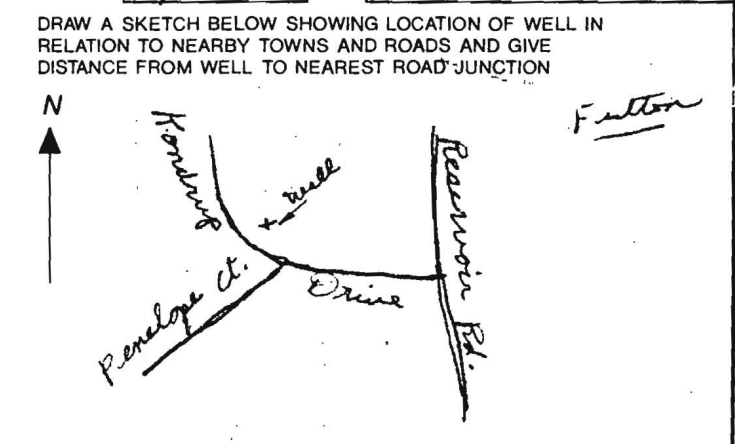 DRAW A SKETCH BELOW SHOWING LOCATION OF WELL IN
RELATION TO NEARBY TOWNS AND ROADS AND GIVE
DISTANCE FROM WELL TO NEAREST ROAD JUNCTION
N
Fulton
Kondrup
Well
Reservoir Rd.
Penelope Ct.
Drive